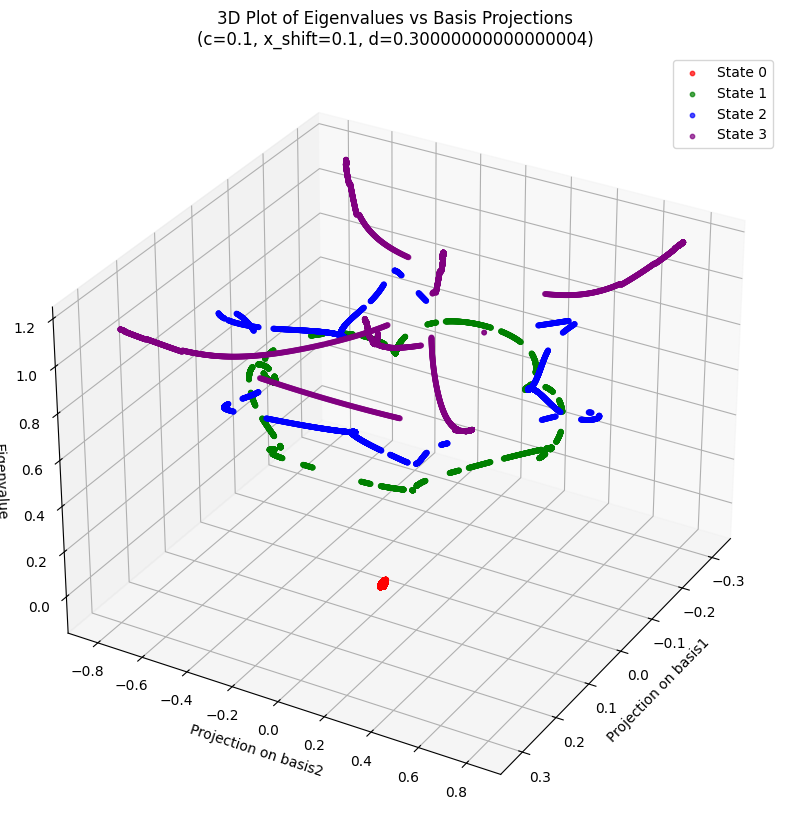 3D Plot of Eigenvalues vs Basis Projections
(c=0.1, x_shift=0.1, d=0.30000000000000004)
State 0
State 1
State 2
State 3
1.2
1.0
0.8
0.6
0.4
0.2
0.0
Eigenvalue
−0.8
−0.6
−0.4
−0.2
0.0
0.2
0.4
0.6
0.8
Projection on basis2
−0.3
−0.2
−0.1
0.0
0.1
0.2
0.3
Projection on basis1